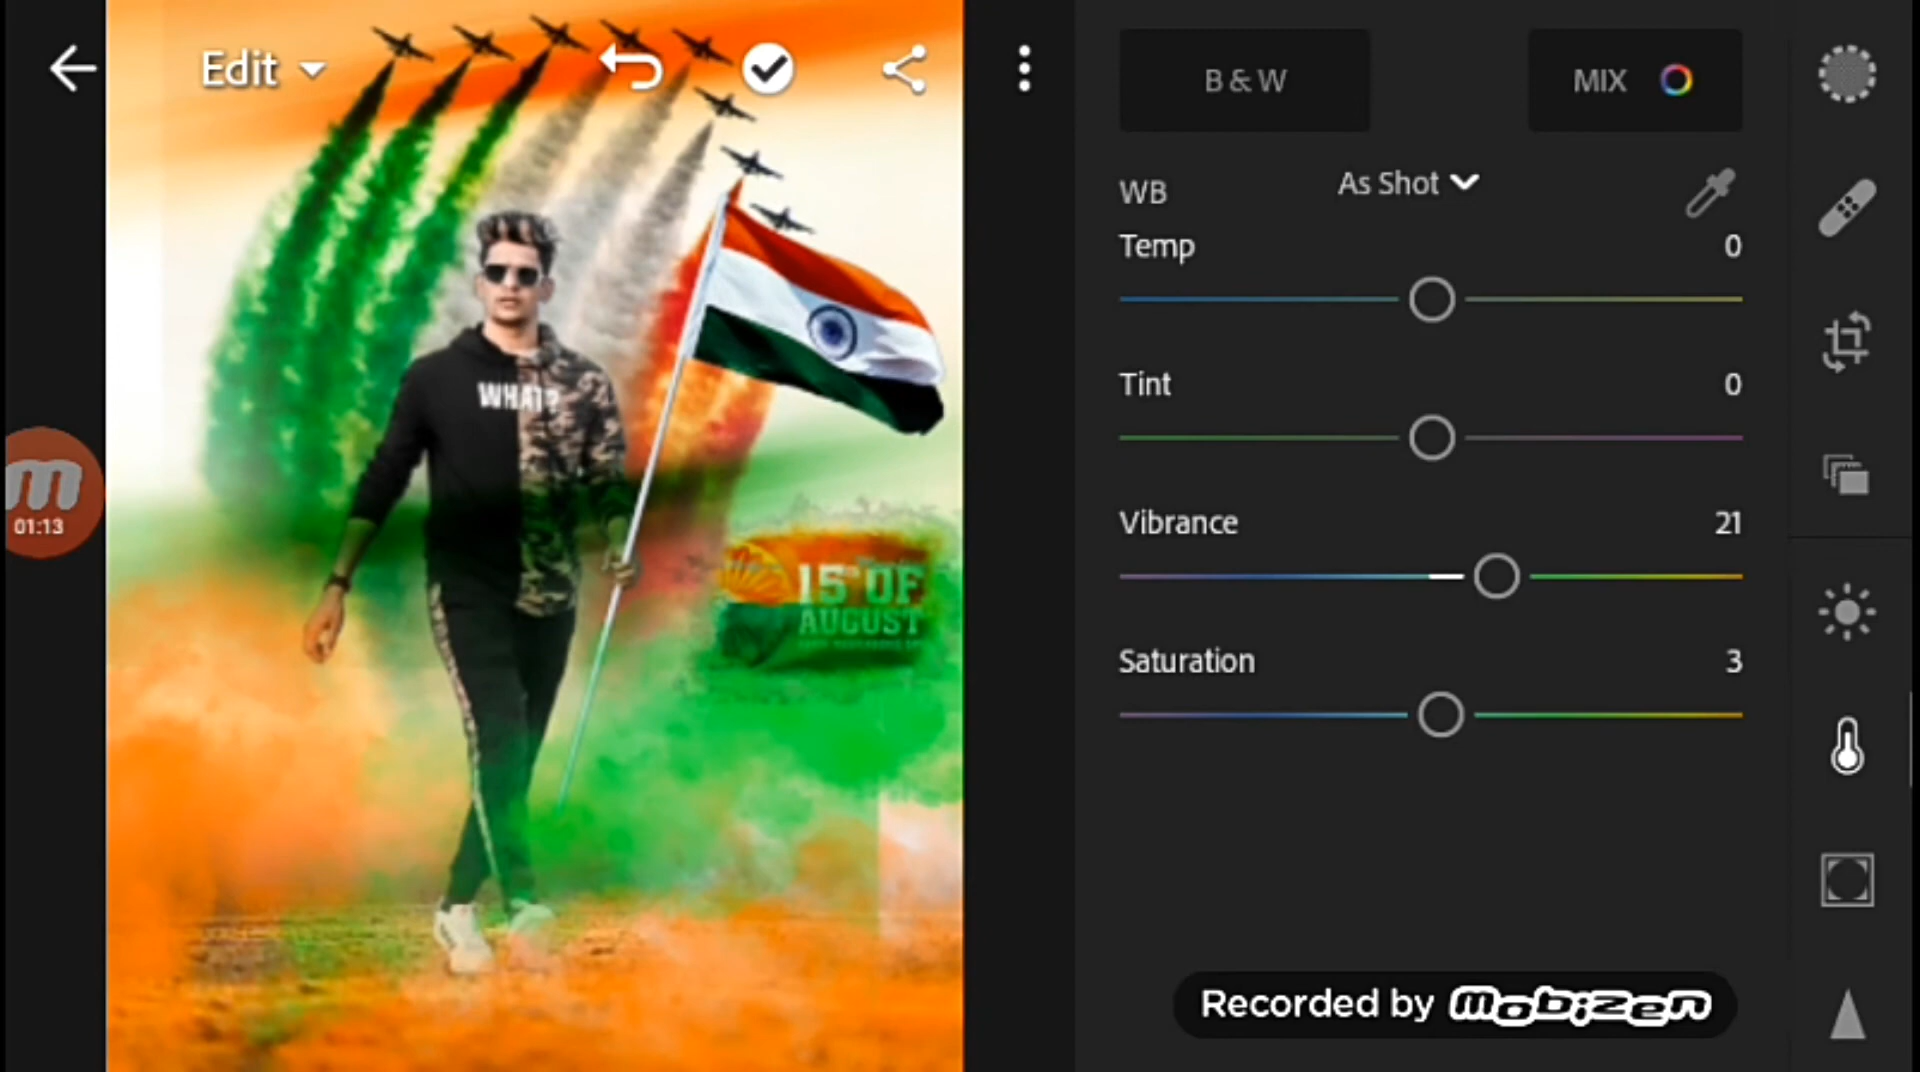 Edit
B & W
MIX
WB
As Shot
Temp
0
Tint
0
Vibrance
21
Saturation
3
m
01:13
WHAT?
15 OF
AUGUST
Recorded by mobizen